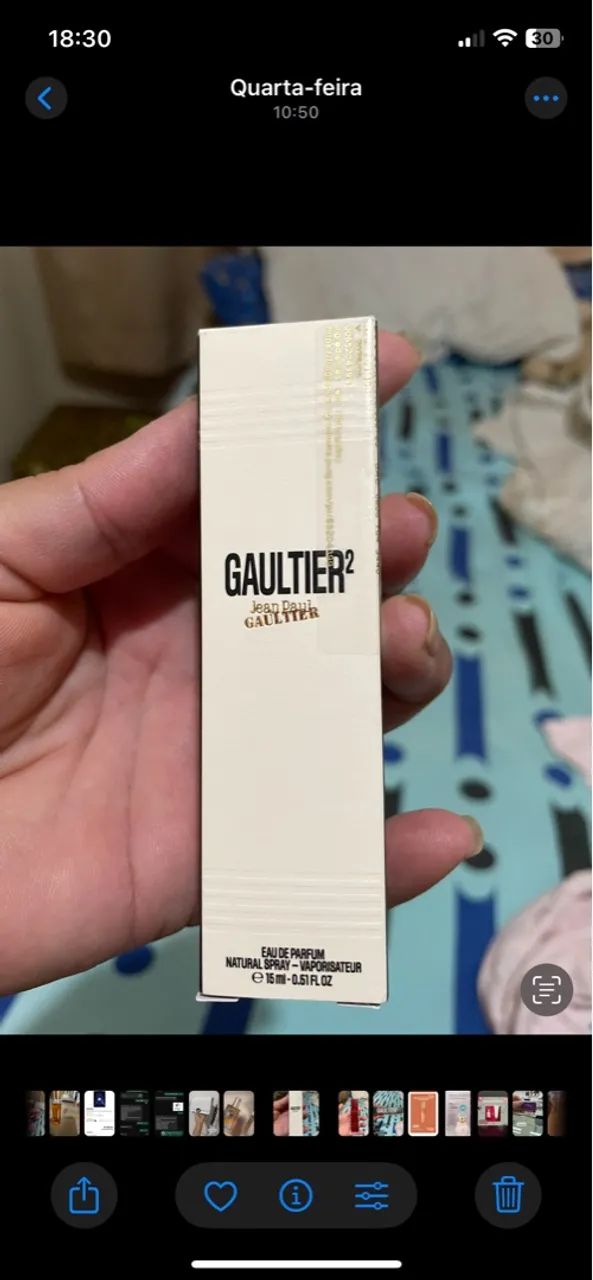 18:30
30
Quarta-feira
10:50
GAULTIER²
Jean Paul
GAULTIER
EAU DE PARFUM
NATURAL SPRAY – VAPORISATEUR
℮ 15 ml - 0.51 FL OZ